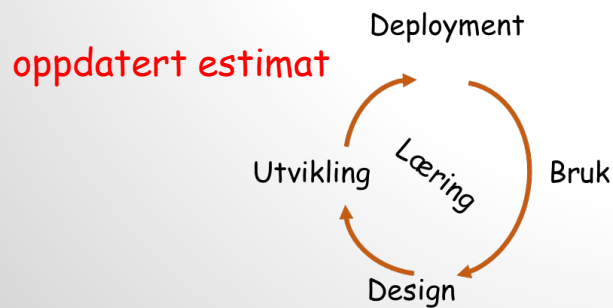 Deployment
oppdatert estimat
Læring
Utvikling
Bruk
Design